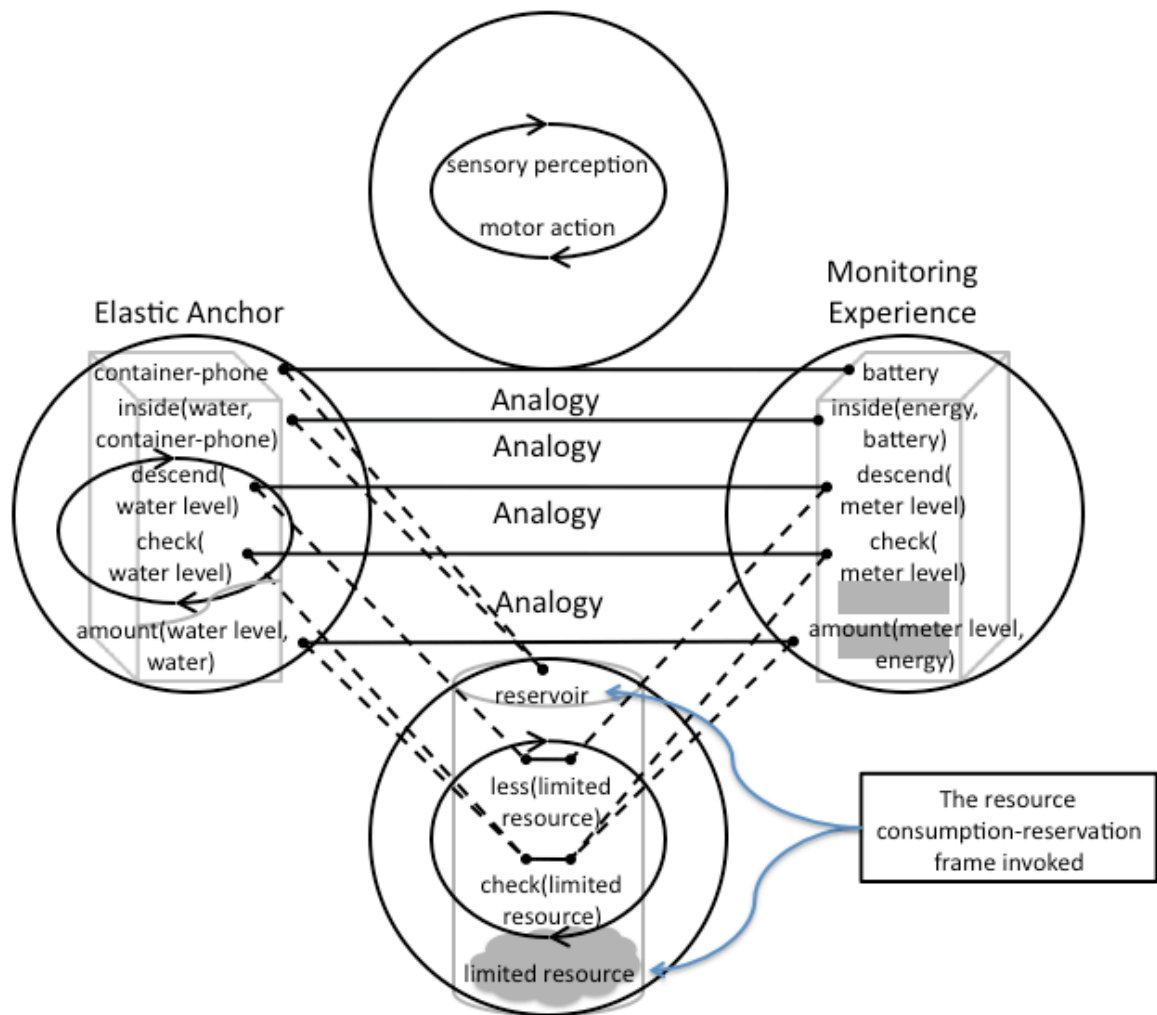 sensory perception
motor action
Elastic Anchor
Monitoring
Experience
container-phone
inside(water,
container-phone)
descend(
water level)
check(
water level)
amount(water level,
water)
Analogy
Analogy
Analogy
Analogy
battery
inside(energy,
battery)
descend(
meter level)
check(
meter level)
amount(meter level,
energy)
reservoir
less(limited
resource)
check(limited
resource)
limited resource
The resource
consumption-reservation
frame invoked